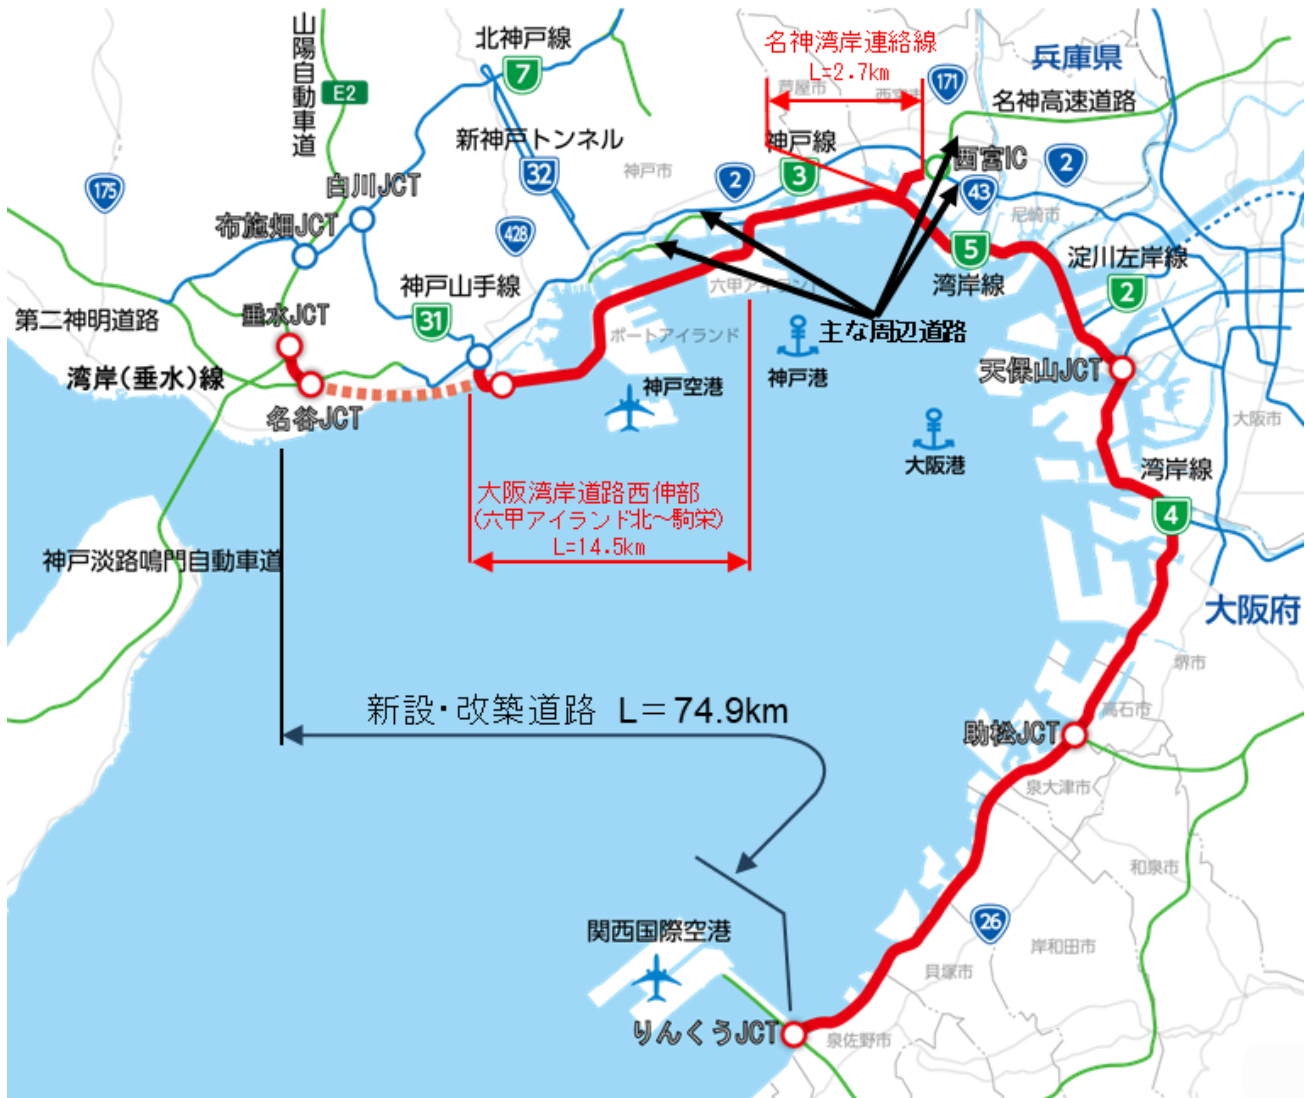 山陽自動車道
E2
北神戸線
7
名神湾岸連絡線
L=2.7km
兵庫県
171
名神高速道路
芦屋市
西宮市
新神戸トンネル
32
神戸市
2
神戸線
3
西宮IC
2
43
175
白川JCT
布施畑JCT
428
尼崎市
5
湾岸線
淀川左岸線
2
神戸山手線
31
六甲アイランド
第二神明道路
垂水JCT
ポートアイランド
主な周辺道路
湾岸(垂水)線
神戸空港
神戸港
天保山JCT
名谷JCT
大阪市
大阪港
湾岸線
4
大阪湾岸道路西伸部
(六甲アイランド北～駒栄)
L=14.5km
神戸淡路鳴門自動車道
大阪府
堺市
新設・改築道路 L＝74.9km
高石市
助松JCT
泉大津市
和泉市
26
関西国際空港
岸和田市
貝塚市
りんくうJCT
泉佐野市